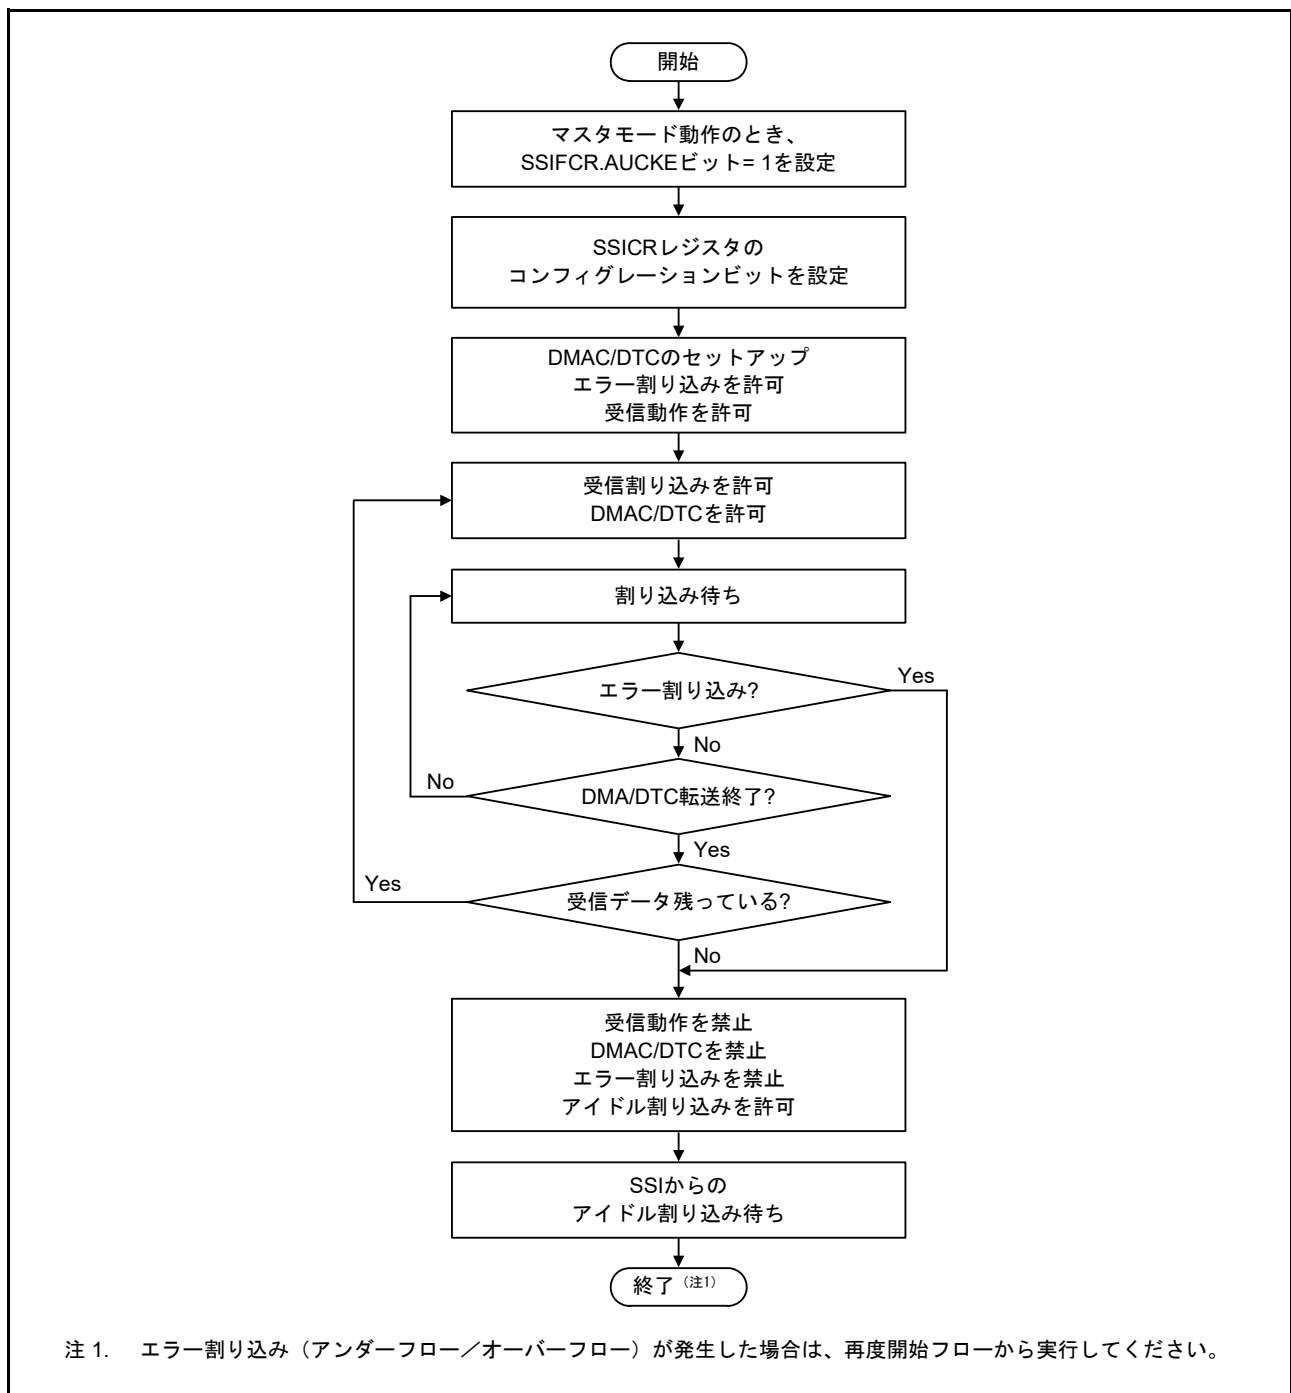 開始
マスタモード動作のとき、
SSIFCR.AUCKEビット= 1を設定
SSICRレジスタの
コンフィグレーションビットを設定
DMAC/DTCのセットアップ
エラー割り込みを許可
受信動作を許可
受信割り込みを許可
DMAC/DTCを許可
割り込み待ち
エラー割り込み?
Yes
No
DMA/DTC転送終了?
No
Yes
受信データ残っている?
Yes
No
受信動作を禁止
DMAC/DTCを禁止
エラー割り込みを禁止
アイドル割り込みを許可
SSIからの
アイドル割り込み待ち
終了（注1）
注 1. エラー割り込み（アンダーフロー／オーバーフロー）が発生した場合は、再度開始フローから実行してください。